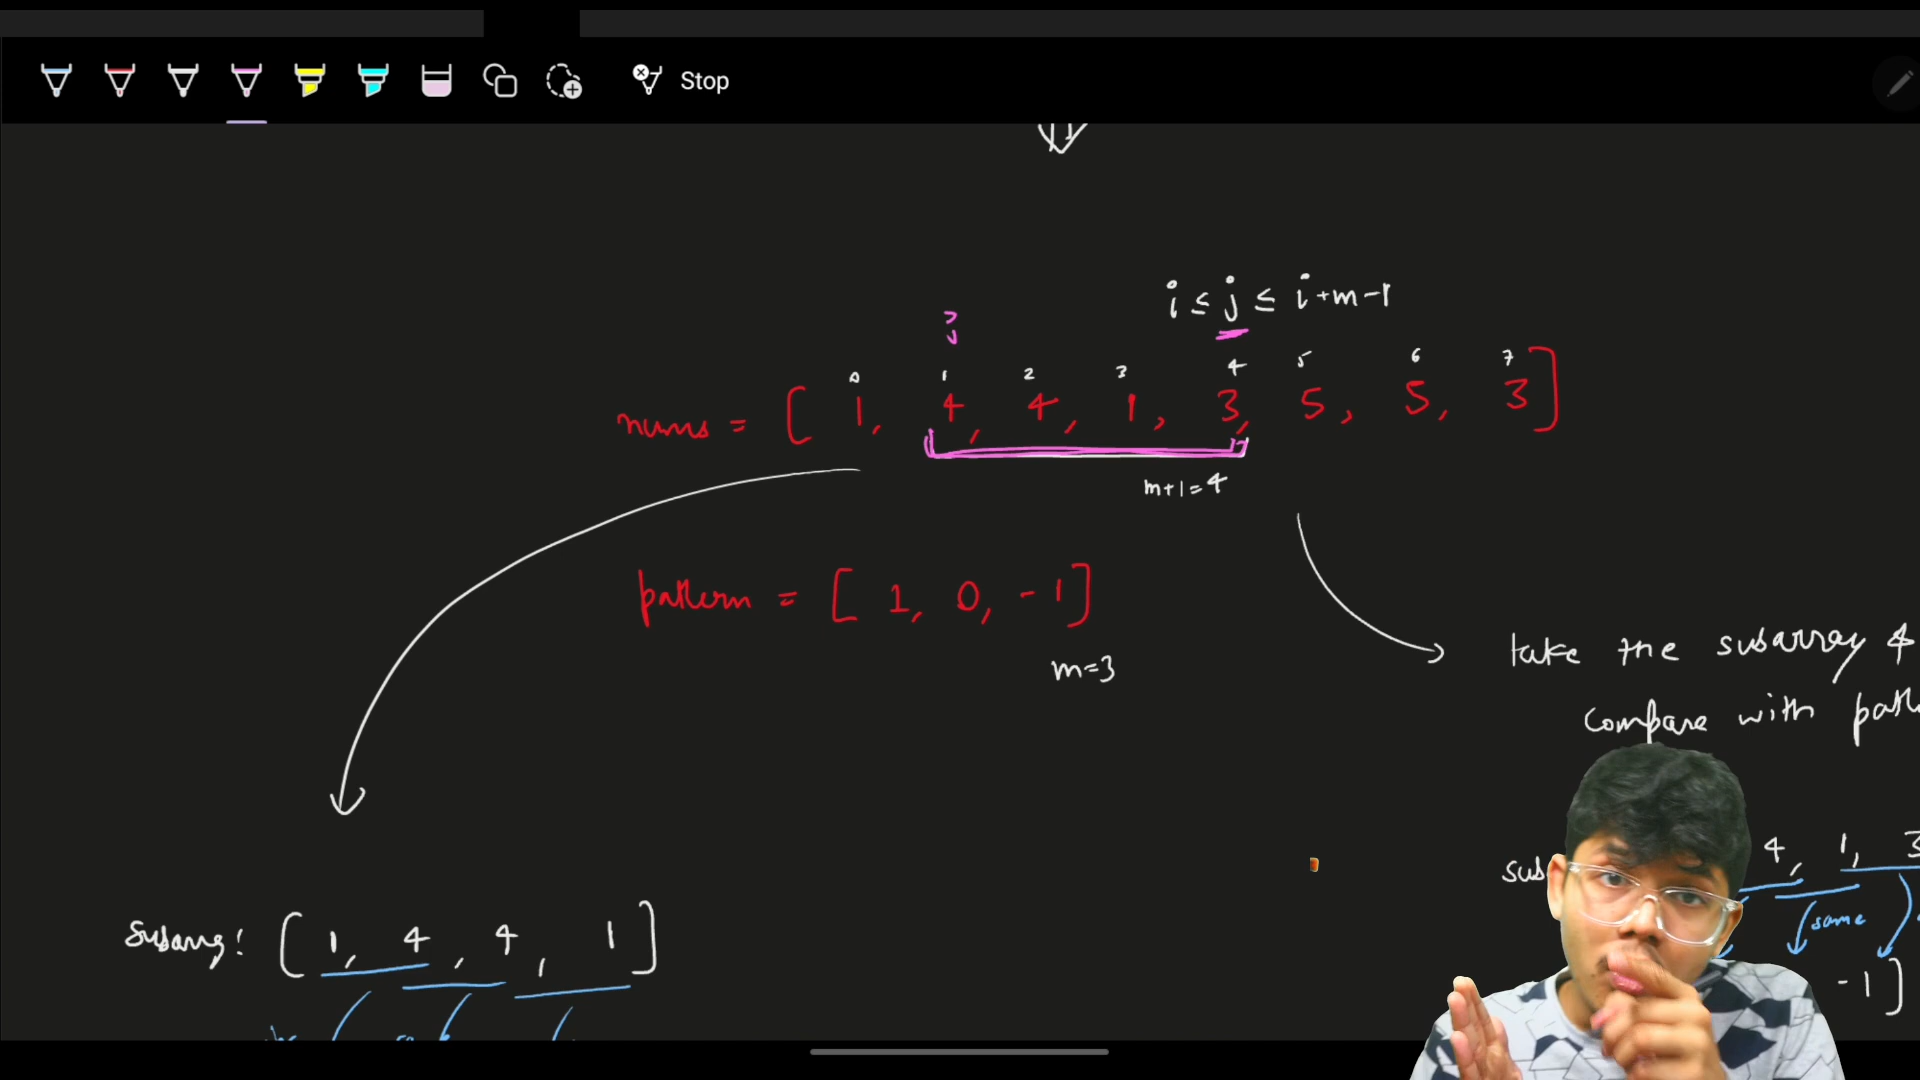 Stop
i ≤ j ≤ i+m-1
j
0 1 2 3 4 5 6 7
nums = [ 1, 4, 4, 1, 3, 5, 5, 3 ]
m+1=4
pattern = [ 1, 0, -1 ]
m=3
take the subarray &
compare with
4, 1, 3
same
-1 ]
[ 1, 4, 4, 1 ]